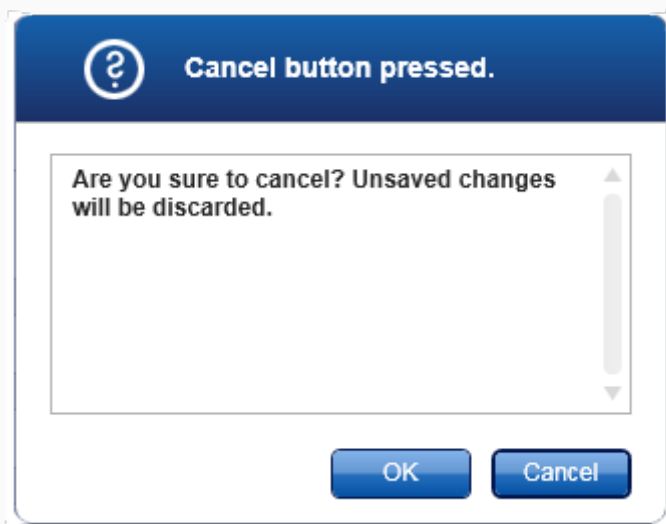 Cancel button pressed.
Are you sure to cancel? Unsaved changes
will be discarded.
OK
Cancel